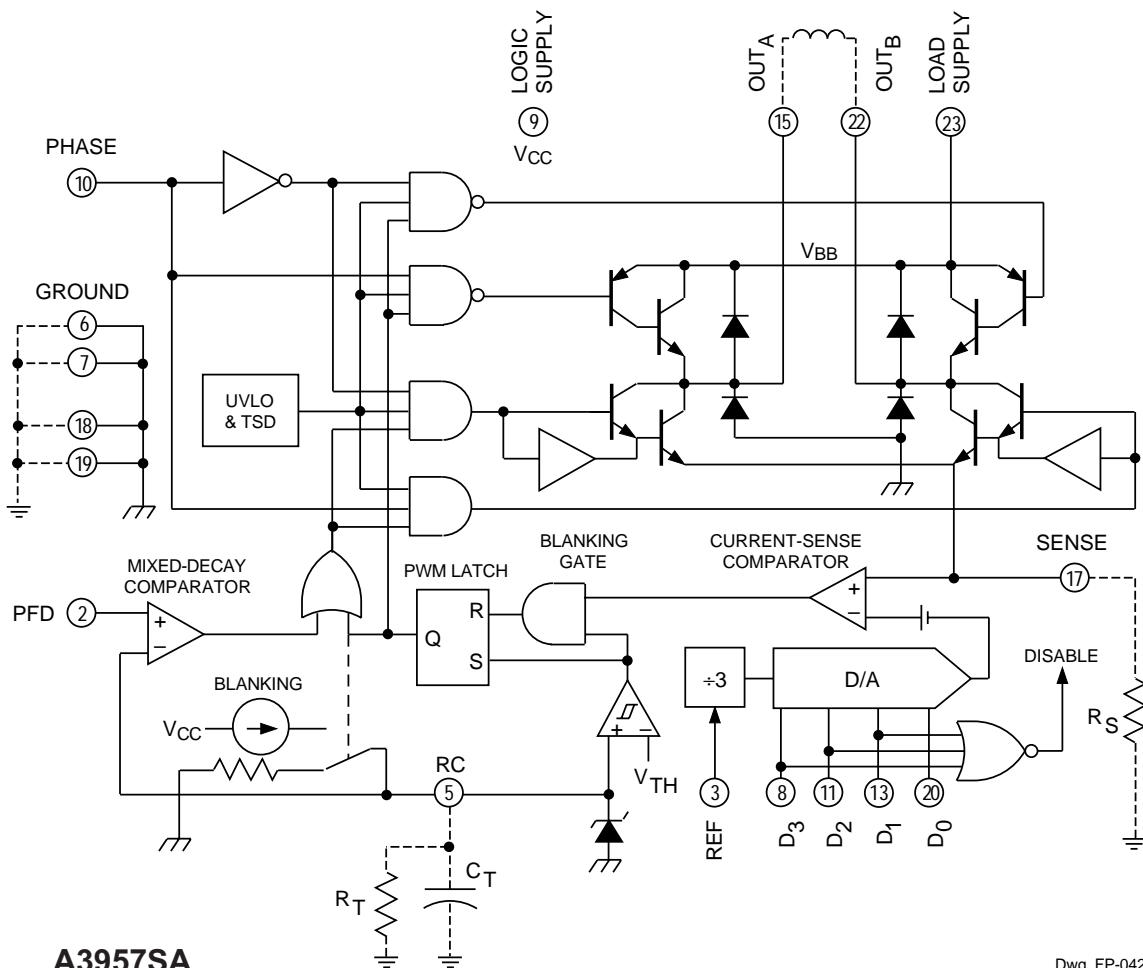 LOGIC
SUPPLY
9
VCC
OUTA
OUTB
LOAD
SUPPLY
15
22
23
PHASE
10
VBB
GROUND
6
7
18
19
UVLO
& TSD
MIXED-DECAY
COMPARATOR
PFD
2
+
–
PWM LATCH
Q
R
S
BLANKING
GATE
CURRENT-SENSE
COMPARATOR
+
–
SENSE
17
BLANKING
VCC
÷3
D/A
DISABLE
RS
+
–
VTH
RC
5
3
8
11
13
20
REF
D3
D2
D1
D0
RT
CT
A3957SA
Dwg. FP-042